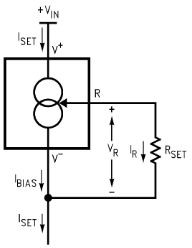 +VIN
ISET
V+
R
+
VR
IR
RSET
−
V−
IBIAS
ISET